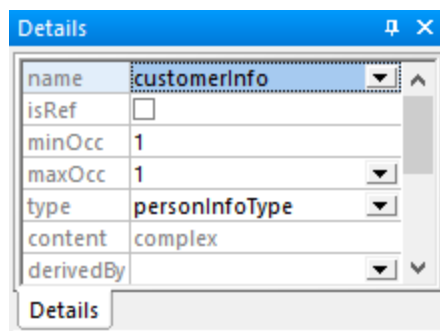 Details
name customerInfo
isRef
minOcc 1
maxOcc 1
type personInfoType
content complex
derivedBy
Details